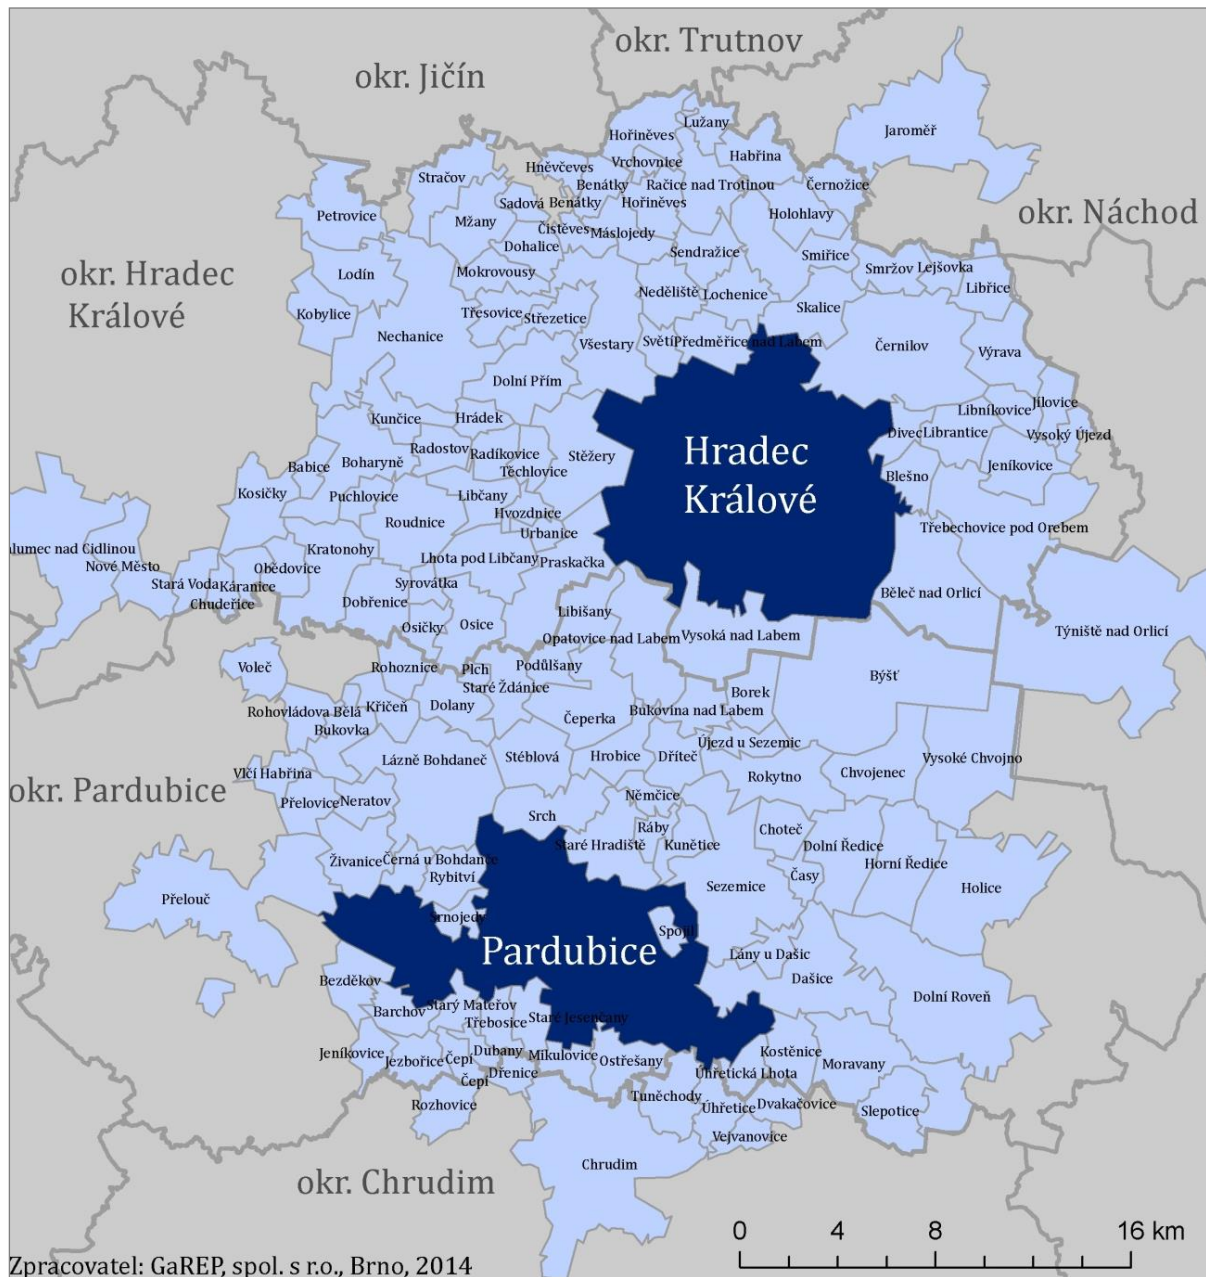 okr. Trutnov
okr. Jičín
Lužany
Hořiněves
Jaroměř
Vrchovnice
Habřina
Hněvčeves
Stračov
Benátky
Račice nad Trotinou
Černožice
Sadová
Benátky
Hořiněves
Petrovice
Mžany
Holohlavy
okr. Náchod
Čistěves
Máslojedy
Dohalice
Sendražice
Smiřice
okr. Hradec
Králové
Lodín
Mokrovousy
Smržov
Lejšovka
Libřice
Neděliště
Lochenice
Kobylice
Třesovice
Střezetice
Skalice
Nechanice
Všestary
Světí
Předměřice nad Labem
Černilov
Výrava
Dolní Přím
Jílovice
Libníkovice
Kunčice
Hrádek
Divec
Librantice
Vysoký Újezd
Radostov
Radíkovice
Stěžery
Hradec
Králové
Babice
Boharyně
Těchlovice
Jeníkovice
Blešno
Kosičky
Puchlovice
Libčany
Hvozdnice
Roudnice
Třebechovice pod Orebem
Urbanice
alumec nad Cidlinou
Kratonohy
Nové Město
Obědovice
Lhota pod Libčany
Praskačka
Stará Voda
Káranice
Syrovátka
Chudeřice
Dobřenice
Běleč nad Orlicí
Libišany
Osičky
Osice
Opatovice nad Labem
Vysoká nad Labem
Týniště nad Orlicí
Voleč
Rohoznice
Plch
Podůlšany
Býšť
Staré Ždánice
Borek
Rohovládova Bělá
Křičeň
Dolany
Bukovina nad Labem
Čeperka
Bukovka
Újezd u Sezemic
Lázně Bohdaneč
Stéblová
Hrobice
Dříteč
Vysoké Chvojno
Vlčí Habřina
Rokytno
Chvojenec
okr. Pardubice
Přelovice
Neratov
Němčice
Srch
Ráby
Choteč
Staré Hradiště
Kunětice
Dolní Ředice
Živanice
Černá u Bohdanče
Horní Ředice
Rybitví
Časy
Přelouč
Sezemice
Holice
Srnojedy
Spojil
Pardubice
Lány u Dašic
Bezděkov
Dašice
Dolní Roveň
Starý Mateřov
Barchov
Třebosice
Staré Jesenčany
Jeníkovice
Jezbořice
Čepí
Dubany
Mikulovice
Ostřešany
Kostěnice
Moravany
Dřenice
Úhřetická Lhota
Čepí
Rozhovice
Tuněchody
Úhřetice
Dvakačovice
Slepotice
Vejvanovice
Chrudim
okr. Chrudim
0 4 8 16 km
Zpracovatel: GaREP, spol. s r.o., Brno, 2014